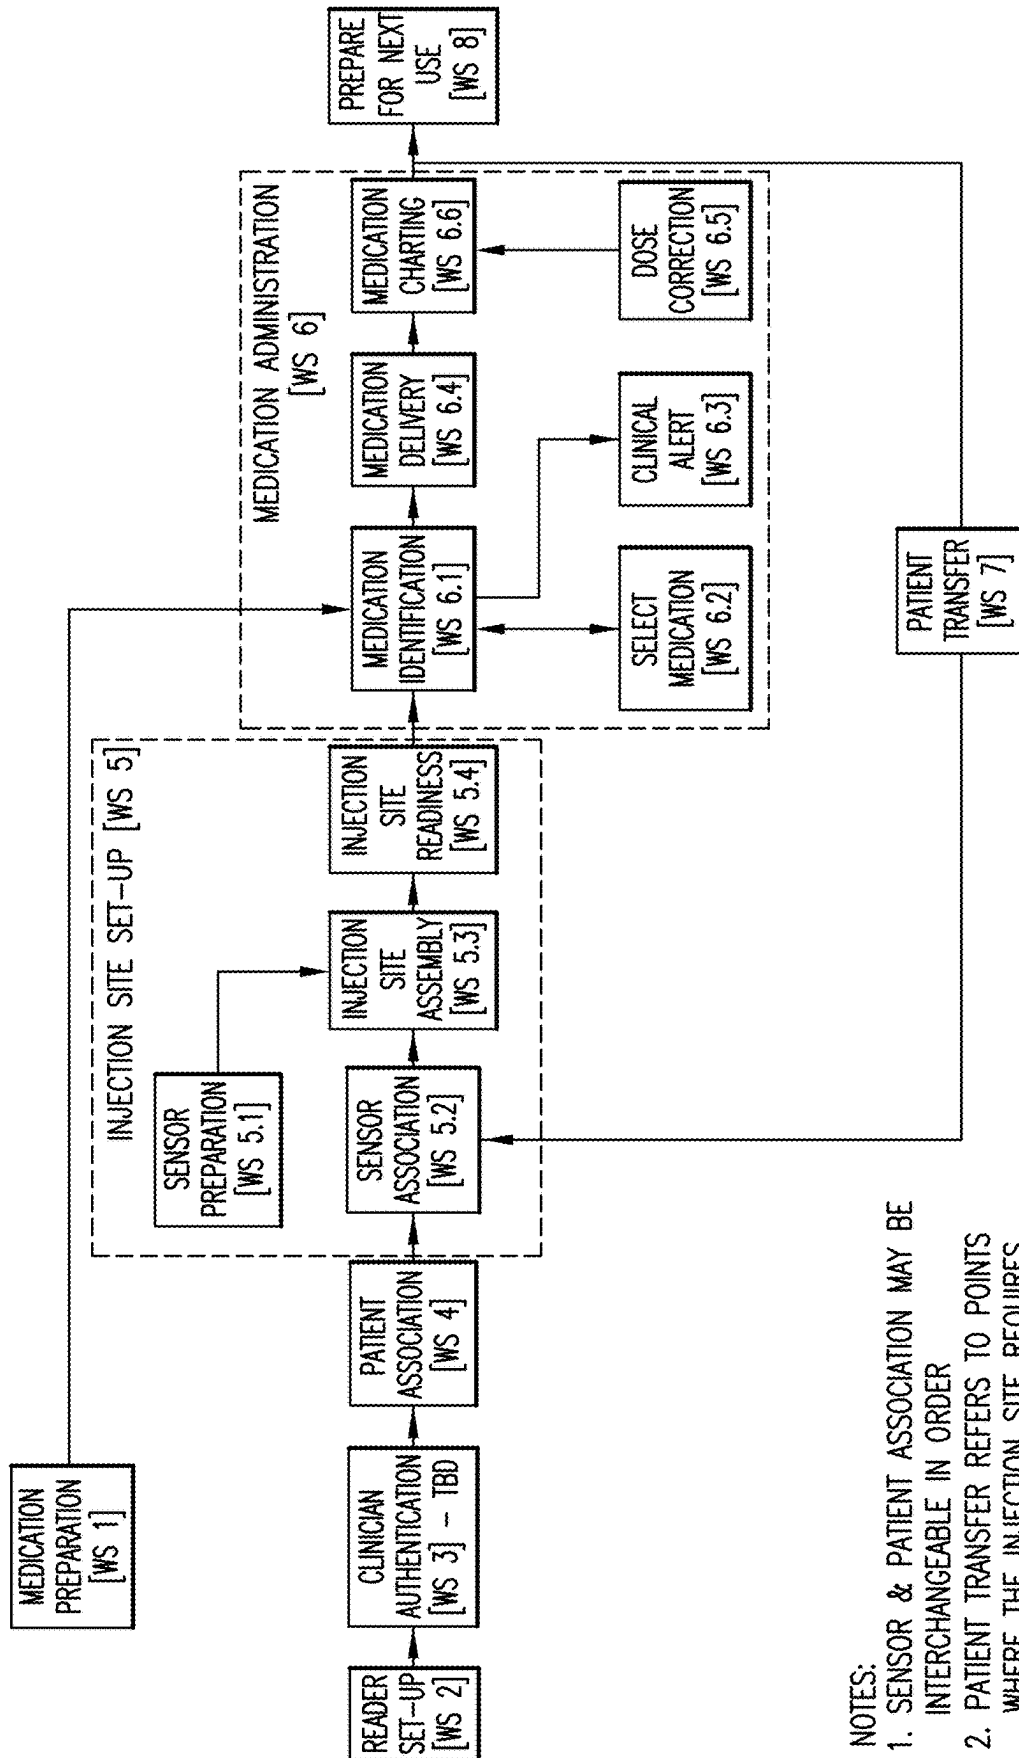 MEDICATION
PREPARATION
[WS 1]
READER
SET-UP
[WS 2]
CLINICIAN
AUTHENTICATION
[WS 3] - TBD
PATIENT
ASSOCIATION
[WS 4]
INJECTION SITE SET-UP [WS 5]
SENSOR
PREPARATION
[WS 5.1]
SENSOR
ASSOCIATION
[WS 5.2]
INJECTION
SITE
ASSEMBLY
[WS 5.3]
INJECTION
SITE
READINESS
[WS 5.4]
MEDICATION ADMINISTRATION
[WS 6]
MEDICATION
IDENTIFICATION
[WS 6.1]
MEDICATION
DELIVERY
[WS 6.4]
MEDICATION
CHARTING
[WS 6.6]
SELECT
MEDICATION
[WS 6.2]
CLINICAL
ALERT
[WS 6.3]
DOSE
CORRECTION
[WS 6.5]
PREPARE
FOR NEXT
USE
[WS 8]
PATIENT
TRANSFER
[WS 7]
NOTES:
1. SENSOR & PATIENT ASSOCIATION MAY BE
INTERCHANGEABLE IN ORDER
2. PATIENT TRANSFER REFERS TO POINTS
WHERE THE INJECTION SITE REQUIRES